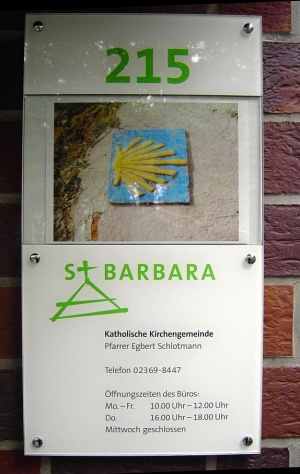 215
St BARBARA
Katholische Kirchengemeinde
Pfarrer Egbert Schlotmann
Telefon 02369-8447
Öffnungszeiten des Büros:
Mo. – Fr. 10.00 Uhr – 12.00 Uhr
Do. 16.00 Uhr – 18.00 Uhr
Mittwoch geschlossen